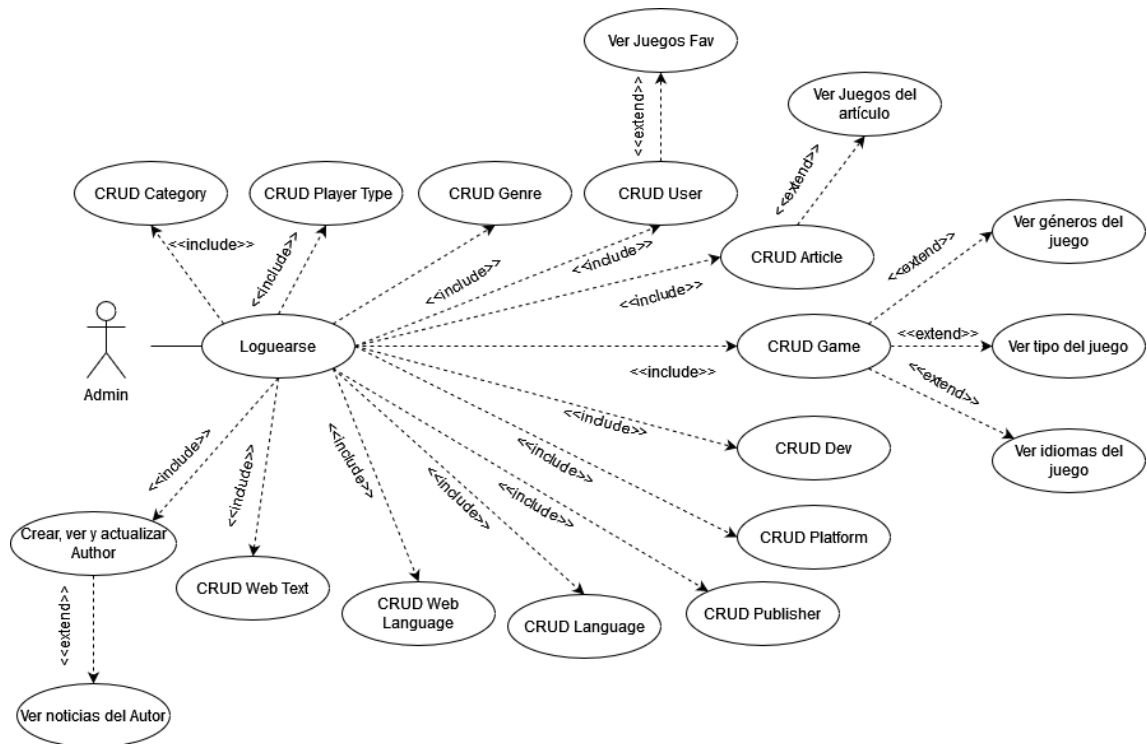 Ver Juegos Fav
<<extend>>
Ver Juegos del
artículo
<<extend>>
CRUD Category
CRUD Player Type
CRUD Genre
CRUD User
<<include>>
<<include>>
<<include>>
<<include>>
<<include>>
CRUD Article
Ver géneros del
juego
<<extend>>
Admin
Loguearse
CRUD Game
<<extend>>
Ver tipo del juego
<<include>>
<<extend>>
Ver idiomas del
juego
<<include>>
CRUD Dev
<<include>>
<<include>>
<<include>>
<<include>>
<<include>>
<<include>>
Crear, ver y actualizar
Author
CRUD Web Text
CRUD Web
Language
CRUD Language
CRUD Publisher
CRUD Platform
<<extend>>
Ver noticias del Autor